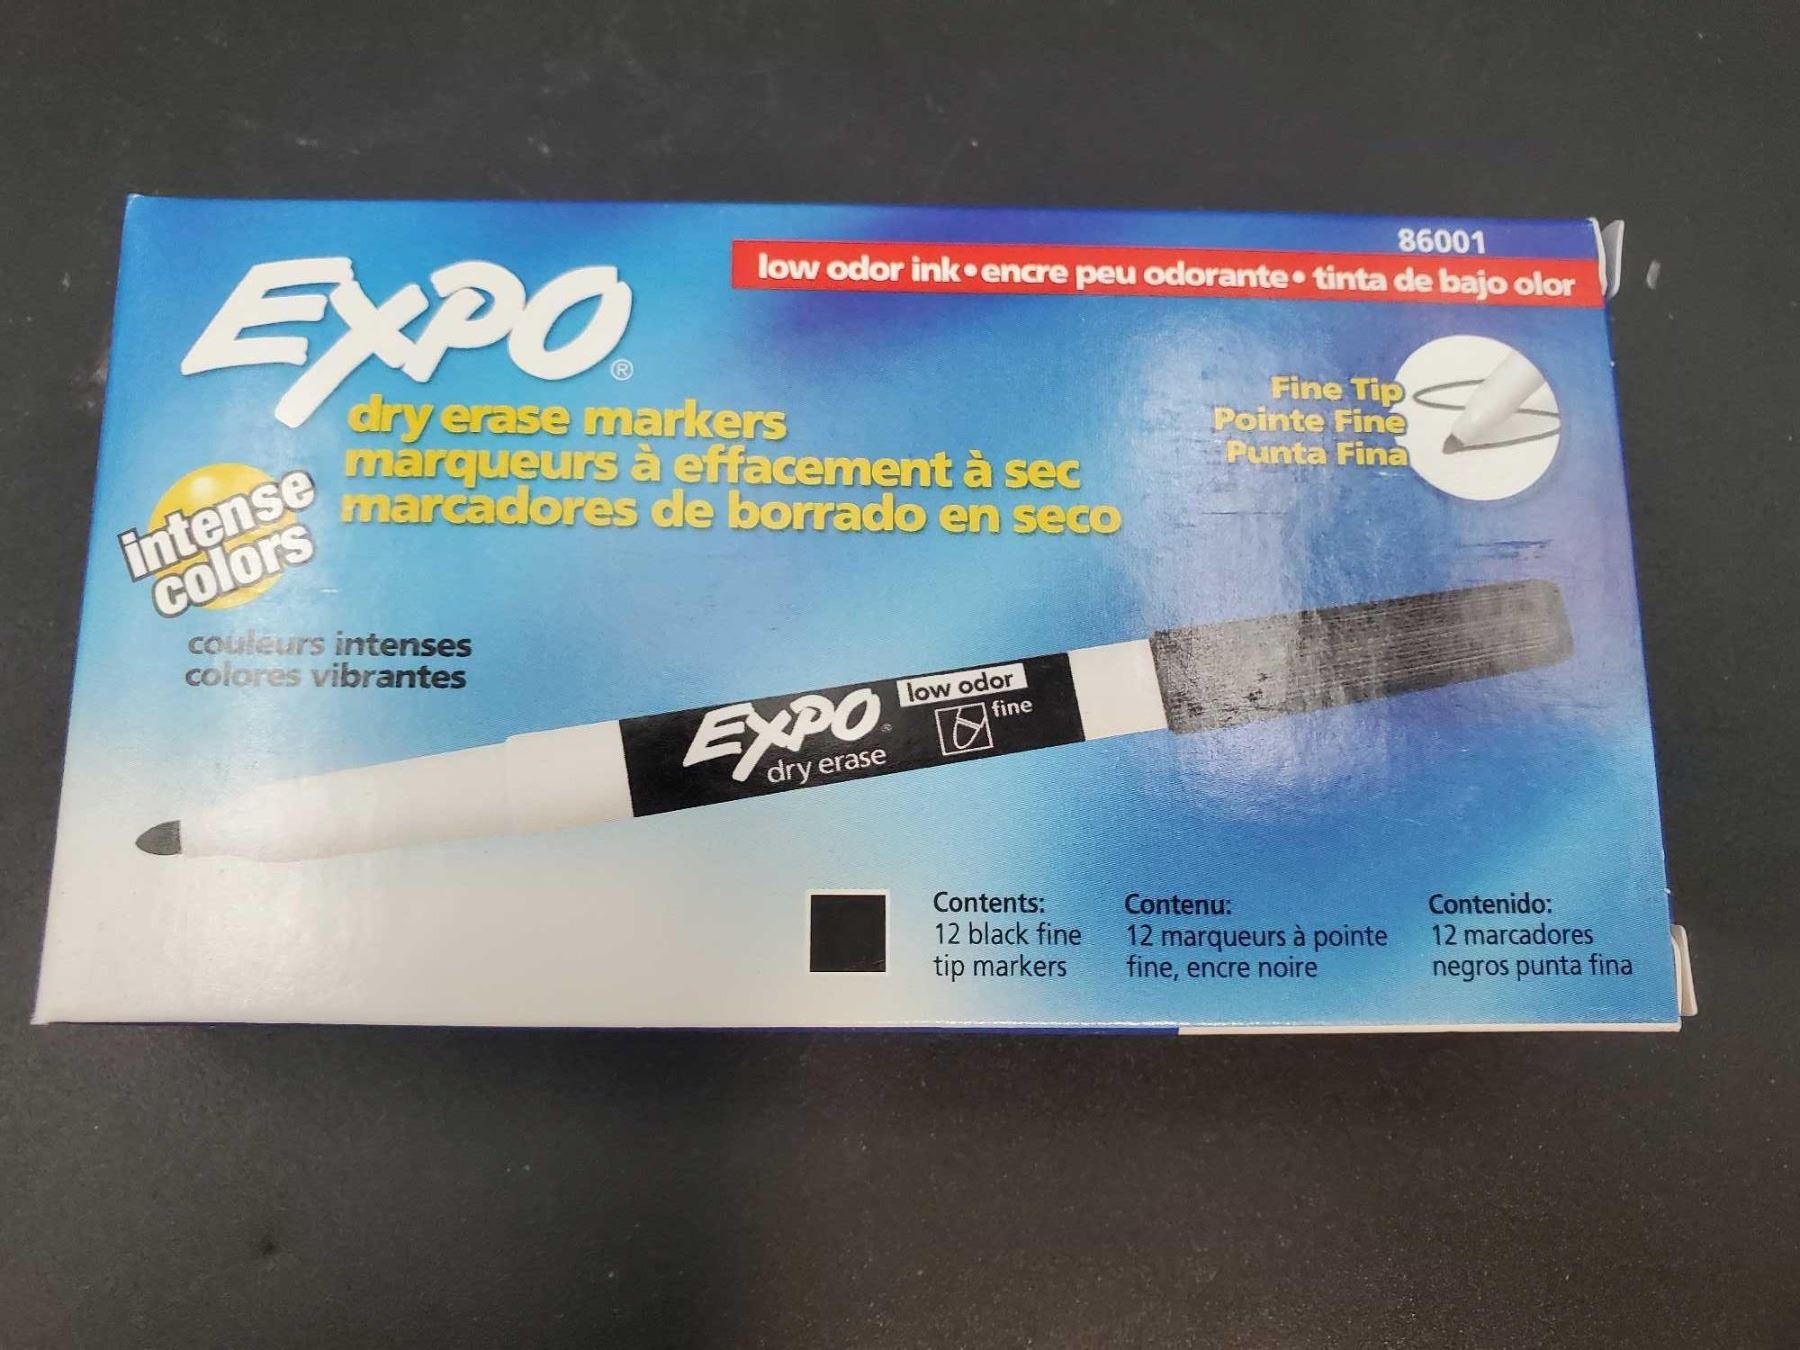 86001
low odor ink • encre peu odorante • tinta de bajo olor
EXPO®
dry erase markers
marqueurs à effacement à sec
marcadores de borrado en seco
Fine Tip
Pointe Fine
Punta Fina
intense
colors
couleurs intenses
colores vibrantes
EXPO®
dry erase
low odor
fine
Contents:
12 black fine
tip markers
Contenu:
12 marqueurs à pointe
fine, encre noire
Contenido:
12 marcadores
negros punta fina